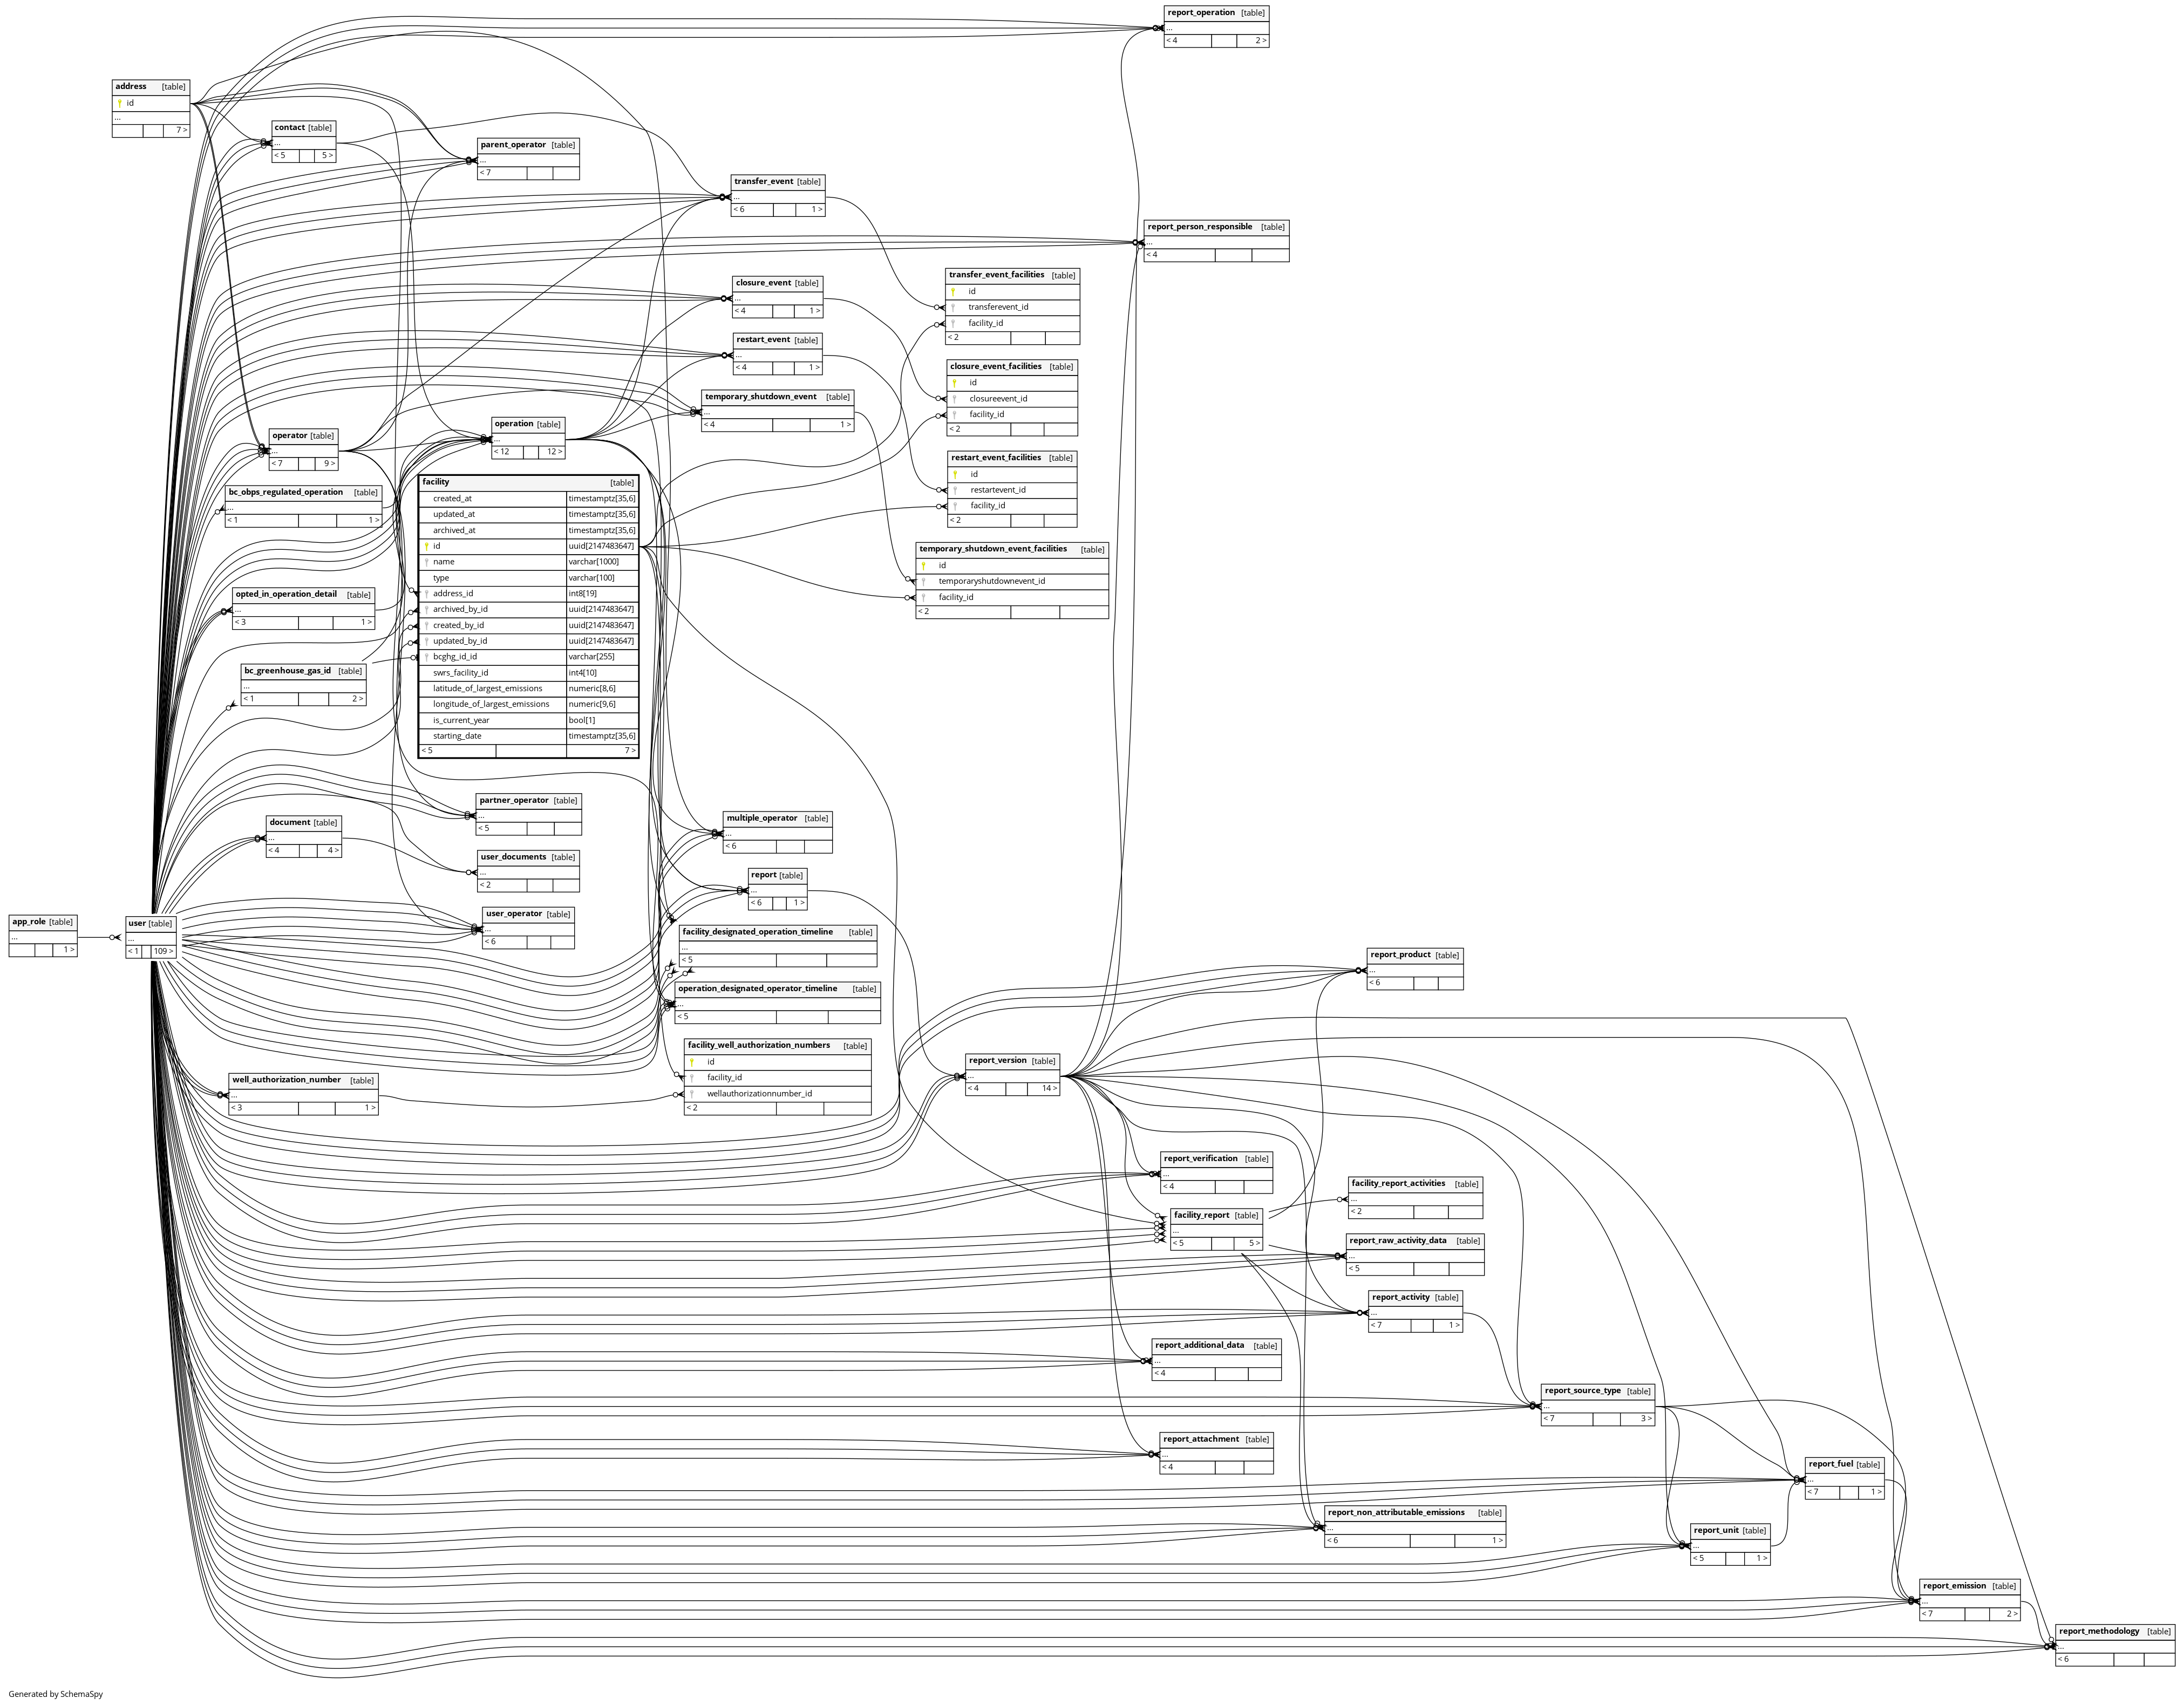 report_operation [table]
...
< 4 2 >
address [table]
id
...
7 >
contact [table]
...
< 5 5 >
parent_operator [table]
...
< 7
transfer_event [table]
...
< 6 1 >
report_person_responsible [table]
...
< 4
transfer_event_facilities [table]
id
transferevent_id
facility_id
< 2
closure_event [table]
...
< 4 1 >
restart_event [table]
...
< 4 1 >
closure_event_facilities [table]
id
closureevent_id
facility_id
< 2
temporary_shutdown_event [table]
...
< 4 1 >
operation [table]
...
< 12 12 >
operator [table]
...
< 7 9 >
restart_event_facilities [table]
id
restartevent_id
facility_id
< 2
facility [table]
created_at timestamptz[35,6]
updated_at timestamptz[35,6]
archived_at timestamptz[35,6]
id uuid[2147483647]
name varchar[1000]
type varchar[100]
address_id int8[19]
archived_by_id uuid[2147483647]
created_by_id uuid[2147483647]
updated_by_id uuid[2147483647]
bcghg_id_id varchar[255]
swrs_facility_id int4[10]
latitude_of_largest_emissions numeric[8,6]
longitude_of_largest_emissions numeric[9,6]
is_current_year bool[1]
starting_date timestamptz[35,6]
< 5 7 >
bc_obps_regulated_operation [table]
...
< 1 1 >
temporary_shutdown_event_facilities [table]
id
temporaryshutdownevent_id
facility_id
< 2
opted_in_operation_detail [table]
...
< 3 1 >
bc_greenhouse_gas_id [table]
...
< 1 2 >
partner_operator [table]
...
< 5
document [table]
...
< 4 4 >
multiple_operator [table]
...
< 6
user_documents [table]
...
< 2
report [table]
...
< 6 1 >
user_operator [table]
...
< 6
app_role [table]
...
1 >
user [table]
...
< 1 109 >
facility_designated_operation_timeline [table]
...
< 5
report_product [table]
...
< 6
operation_designated_operator_timeline [table]
...
< 5
facility_well_authorization_numbers [table]
id
facility_id
wellauthorizationnumber_id
< 2
report_version [table]
...
< 4 14 >
well_authorization_number [table]
...
< 3 1 >
report_verification [table]
...
< 4
facility_report_activities [table]
...
< 2
facility_report [table]
...
< 5 5 >
report_raw_activity_data [table]
...
< 5
report_activity [table]
...
< 7 1 >
report_additional_data [table]
...
< 4
report_source_type [table]
...
< 7 3 >
report_attachment [table]
...
< 4
report_fuel [table]
...
< 7 1 >
report_non_attributable_emissions [table]
...
< 6 1 >
report_unit [table]
...
< 5 1 >
report_emission [table]
...
< 7 2 >
report_methodology [table]
...
< 6
Generated by SchemaSpy